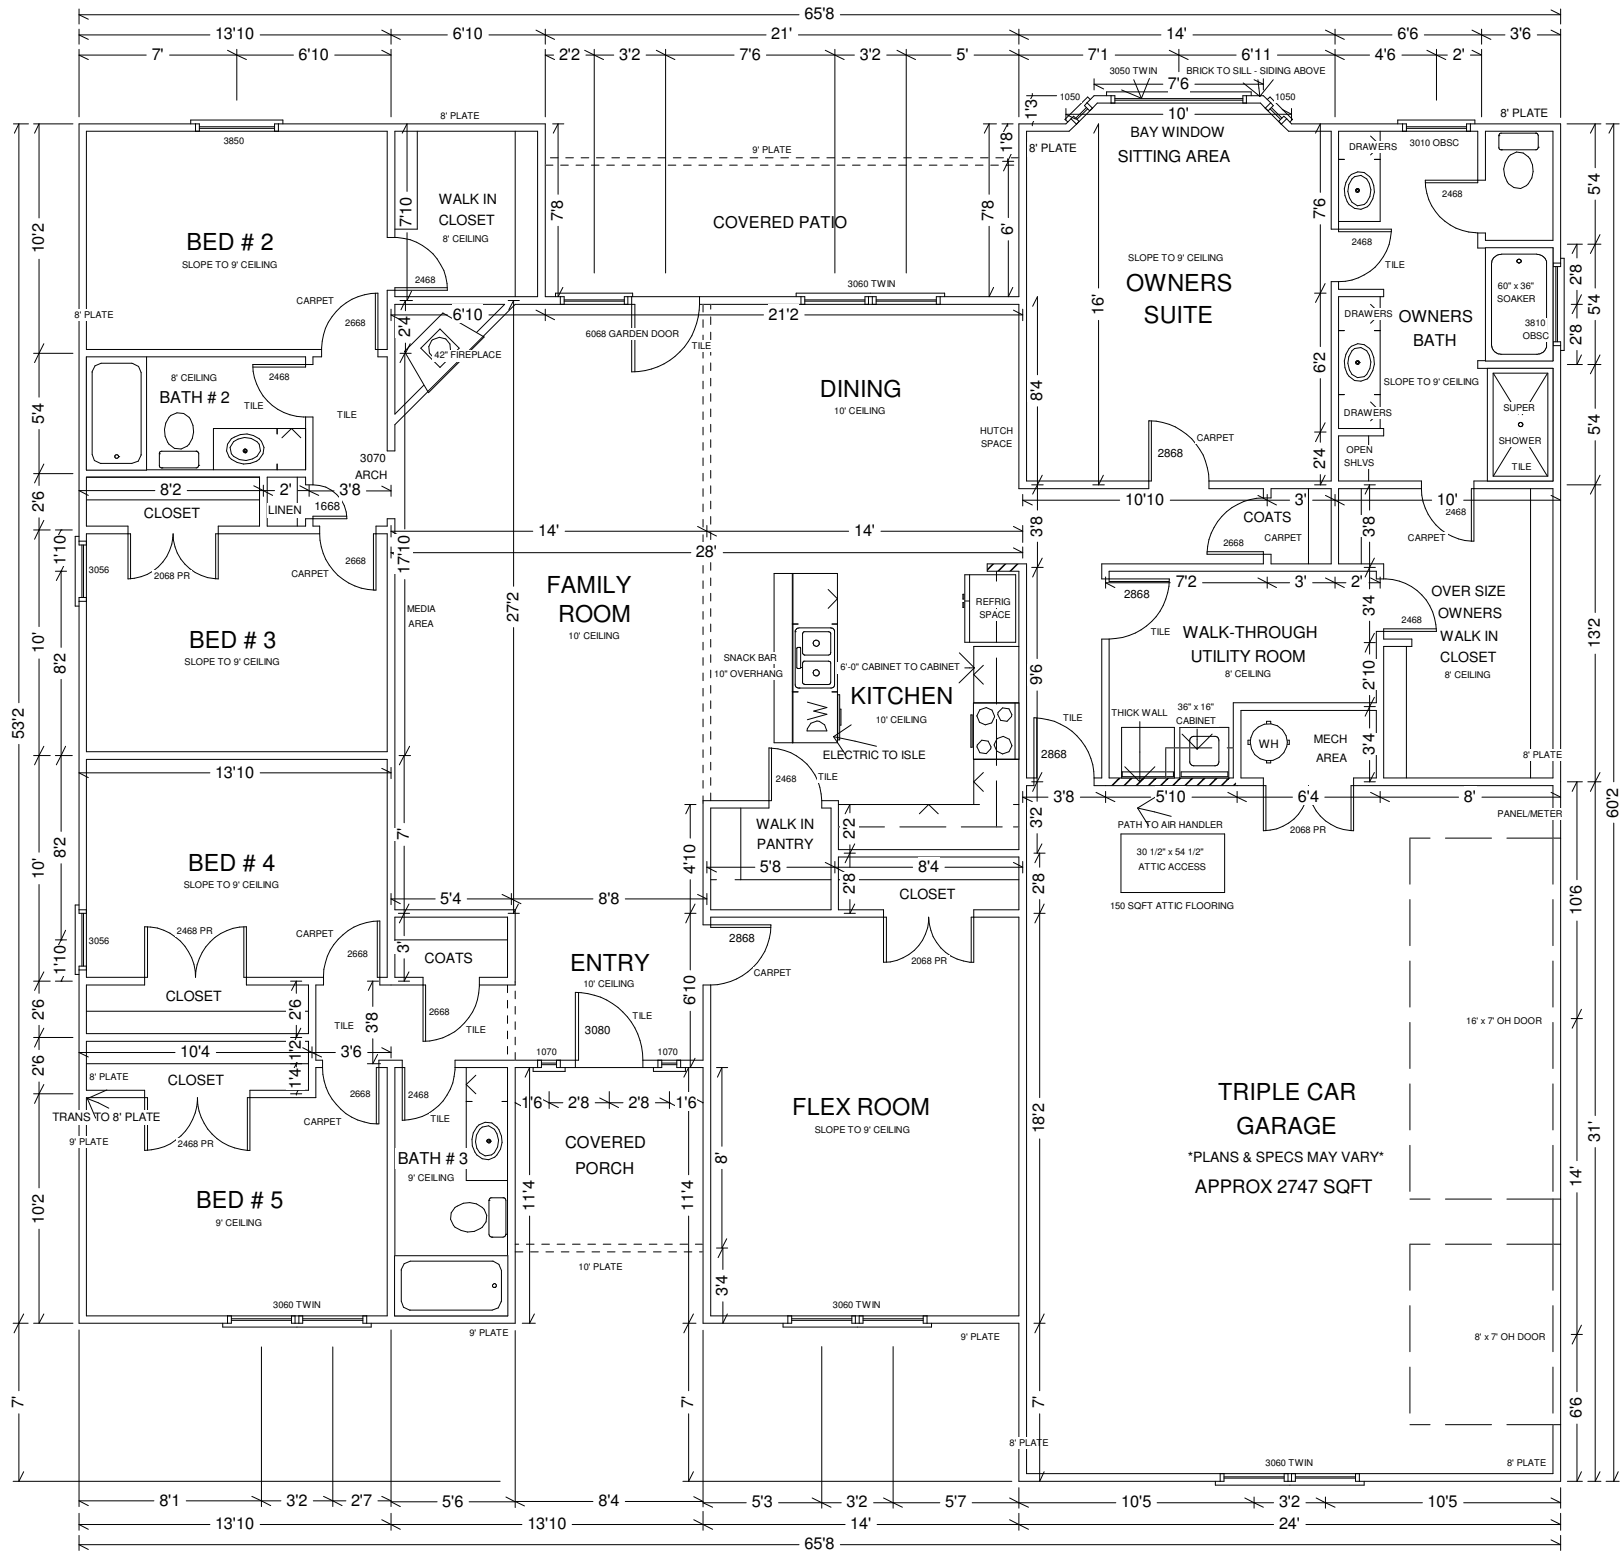 65'8
13'10
6'10
21'
14'
6'6
3'6
7'
6'10
2'2
3'2
7'6
3'2
5'
7'1
6'11
4'6
2'
3050 TWIN
BRICK TO SILL - SIDING ABOVE
7'6
1050
1050
1'3
10'
8' PLATE
8' PLATE
8' PLATE
3850
9' PLATE
1'8
BAY WINDOW
SITTING AREA
DRAWERS
3010 OBSC
2468
5'4
10'2
7'10
WALK IN
CLOSET
8' CEILING
7'8
COVERED PATIO
7'8
6'
7'6
BED # 2
SLOPE TO 9' CEILING
2468
2468
TILE
SLOPE TO 9' CEILING
OWNERS
SUITE
16'
60" x 36"
SOAKER
2'8
5'4
2'8
3810
OBSC
CARPET
2668
8' PLATE
2'4
6'10
3060 TWIN
21'2
6068 GARDEN DOOR
TILE
42" FIREPLACE
DRAWERS
OWNERS
BATH
SLOPE TO 9' CEILING
6'2
8' CEILING
BATH # 2
2468
TILE
TILE
5'4
DINING
10' CEILING
8'4
HUTCH
SPACE
DRAWERS
SUPER
SHOWER
TILE
5'4
CARPET
2868
OPEN
SHLVS
2'4
3070
ARCH
8'2
2'
3'8
CLOSET
LINEN
1668
2'6
10'10
3'
10'
COATS
CARPET
2668
3'8
3'8
2468
CARPET
14'
14'
28'
17'10
27'2
1'10
3056
2068 PR
CARPET
2668
60'2
53'2
10'
8'2
BED # 3
SLOPE TO 9' CEILING
MEDIA
AREA
FAMILY
ROOM
10' CEILING
REFRIG
SPACE
7'2
3'
2'
2868
TILE
3'4
2468
OVER SIZE
OWNERS
WALK IN
CLOSET
8' CEILING
13'2
WALK-THROUGH
UTILITY ROOM
8' CEILING
2'10
9'6
SNACK BAR
10" OVERHANG
6'-0" CABINET TO CABINET
KITCHEN
10' CEILING
DW
ELECTRIC TO ISLE
TILE
2868
THICK WALL
36" x 16"
CABINET
WH
MECH
AREA
3'4
8' PLATE
13'10
2468
TILE
3'8
5'10
6'4
8'
PANEL/METER
PATH TO AIR HANDLER
2068 PR
30 1/2" x 54 1/2"
ATTIC ACCESS
150 SQFT ATTIC FLOORING
3'2
2'8
10'
8'2
BED # 4
SLOPE TO 9' CEILING
7'
4'10
WALK IN
PANTRY
5'8
2'2
2'8
8'4
CLOSET
5'4
8'8
10'6
2468 PR
CARPET
2668
3056
1'10
3'
COATS
2668
TILE
ENTRY
10' CEILING
6'10
2868
CARPET
2068 PR
3080
TILE
1070
1070
CLOSET
2'6
2'6
TILE
3'8
16' x 7' OH DOOR
10'4
1'2
3'6
2'6
8' PLATE
CLOSET
1'4
2668
CARPET
2468
TILE
TRANS TO 8' PLATE
9' PLATE
2468 PR
1'6
2'8
2'8
1'6
COVERED
PORCH
11'4
11'4
8'
FLEX ROOM
SLOPE TO 9' CEILING
18'2
TRIPLE CAR
GARAGE
*PLANS & SPECS MAY VARY*
APPROX 2747 SQFT
31'
14'
BATH # 3
9' CEILING
BED # 5
9' CEILING
10'2
10' PLATE
3'4
3060 TWIN
3060 TWIN
9' PLATE
9' PLATE
8' x 7' OH DOOR
7'
7'
7'
6'6
8' PLATE
3060 TWIN
8' PLATE
8'1
3'2
2'7
5'6
8'4
5'3
3'2
5'7
10'5
3'2
10'5
13'10
13'10
14'
24'
65'8